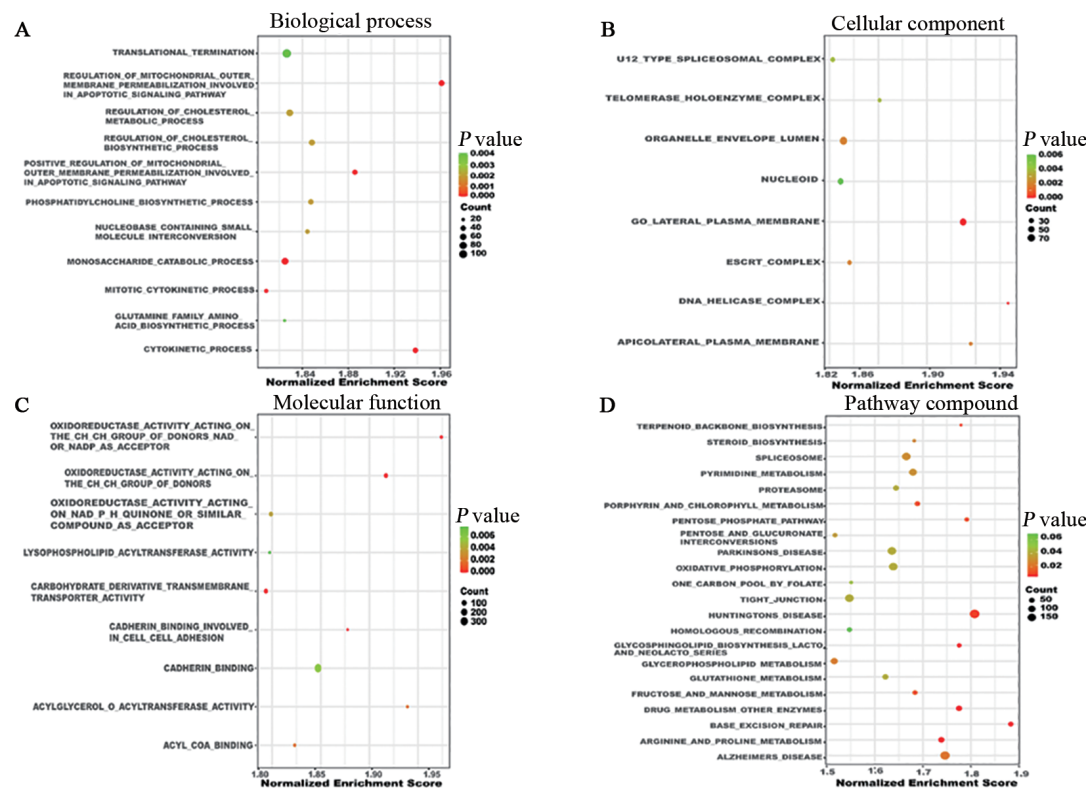 A
Biological process
TRANSLATIONAL_TERMINATION
REGULATION_OF_MITOCHONDRIAL_OUTER_
MEMBRANE_PERMEABILIZATION_INVOLVED
IN_APOPTOTIC_SIGNALING_PATHWAY
REGULATION_OF_CHOLESTEROL_
METABOLIC_PROCESS
REGULATION_OF_CHOLESTEROL_
BIOSYNTHETIC_PROCESS
POSITIVE_REGULATION_OF_MITOCHONDRIAL_
OUTER_MEMBRANE_PERMEABILIZATION_INVOLVED_
IN_APOPTOTIC_SIGNALING_PATHWAY
PHOSPHATIDYLCHOLINE_BIOSYNTHETIC_PROCESS
NUCLEOBASE_CONTAINING_SMALL_
MOLECULE_INTERCONVERSION
MONOSACCHARIDE_CATABOLIC_PROCESS
MITOTIC_CYTOKINETIC_PROCESS
GLUTAMINE_FAMILY_AMINO_
ACID_BIOSYNTHETIC_PROCESS
CYTOKINETIC_PROCESS
1.84 1.88 1.92 1.96
Normalized Enrichment Score
P value
0.004
0.003
0.002
0.001
0.000
Count
20
40
60
80
100
B
Cellular component
U12_TYPE_SPLICEOSOMAL_COMPLEX
TELOMERASE_HOLOENZYME_COMPLEX
ORGANELLE_ENVELOPE_LUMEN
NUCLEOID
GO_LATERAL_PLASMA_MEMBRANE
ESCRT_COMPLEX
DNA_HELICASE_COMPLEX
APICOLATERAL_PLASMA_MEMBRANE
1.82 1.86 1.90 1.94
Normalized Enrichment Score
P value
0.006
0.004
0.002
0.000
Count
30
50
70
C
Molecular function
OXIDOREDUCTASE_ACTIVITY_ACTING_ON_
THE_CH_CH_GROUP_OF_DONORS_NAD_
OR_NADP_AS_ACCEPTOR
OXIDOREDUCTASE_ACTIVITY_ACTING_ON_
THE_CH_CH_GROUP_OF_DONORS
OXIDOREDUCTASE_ACTIVITY_ACTING_
ON_NAD_P_H_QUINONE_OR_SIMILAR_
COMPOUND_AS_ACCEPTOR
LYSOPHOSPHOLIPID_ACYLTRANSFERASE_ACTIVITY
CARBOHYDRATE_DERIVATIVE_TRANSMEMBRANE_
TRANSPORTER_ACTIVITY
CADHERIN_BINDING_INVOLVED_
IN_CELL_CELL_ADHESION
CADHERIN_BINDING
ACYLGLYCEROL_O_ACYLTRANSFERASE_ACTIVITY
ACYL_COA_BINDING
1.80 1.85 1.90 1.95
Normalized Enrichment Score
P value
0.006
0.004
0.002
0.000
Count
100
200
300
D
Pathway compound
TERPENOID_BACKBONE_BIOSYNTHESIS
STEROID_BIOSYNTHESIS
SPLICEOSOME
PYRIMIDINE_METABOLISM
PROTEASOME
PORPHYRIN_AND_CHLOROPHYLL_METABOLISM
PENTOSE_PHOSPHATE_PATHWAY
PENTOSE_AND_GLUCURONATE_
INTERCONVERSIONS
PARKINSONS_DISEASE
OXIDATIVE_PHOSPHORYLATION
ONE_CARBON_POOL_BY_FOLATE
TIGHT_JUNCTION
HUNTINGTONS_DISEASE
HOMOLOGOUS_RECOMBINATION
GLYCOSPHINGOLIPID_BIOSYNTHESIS_LACTO_
AND_NEOLACTO_SERIES
GLYCEROPHOSPHOLIPID_METABOLISM
GLUTATHIONE_METABOLISM
FRUCTOSE_AND_MANNOSE_METABOLISM
DRUG_METABOLISM_OTHER_ENZYMES
BASE_EXCISION_REPAIR
ARGININE_AND_PROLINE_METABOLISM
ALZHEIMERS_DISEASE
1.5 1.6 1.7 1.8 1.9
Normalized Enrichment Score
P value
0.06
0.04
0.02
Count
50
100
150